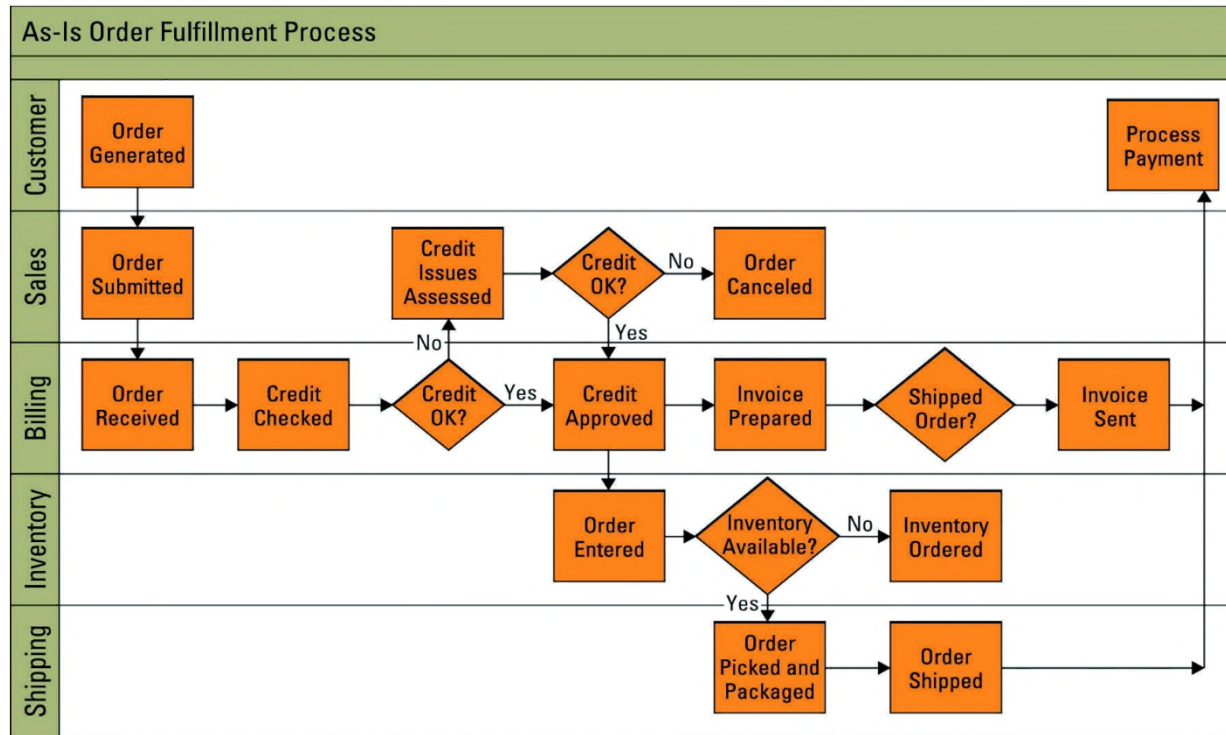 As-Is Order Fulfillment Process
Customer
Order
Generated
Process
Payment
Sales
Order
Submitted
Credit
Issues
Assessed
Credit
OK?
No
Order
Canceled
Yes
No
Billing
Order
Received
Credit
Checked
Credit
OK?
Yes
Credit
Approved
Invoice
Prepared
Shipped
Order?
Invoice
Sent
Inventory
Order
Entered
Inventory
Available?
No
Inventory
Ordered
Yes
Shipping
Order
Picked and
Packaged
Order
Shipped